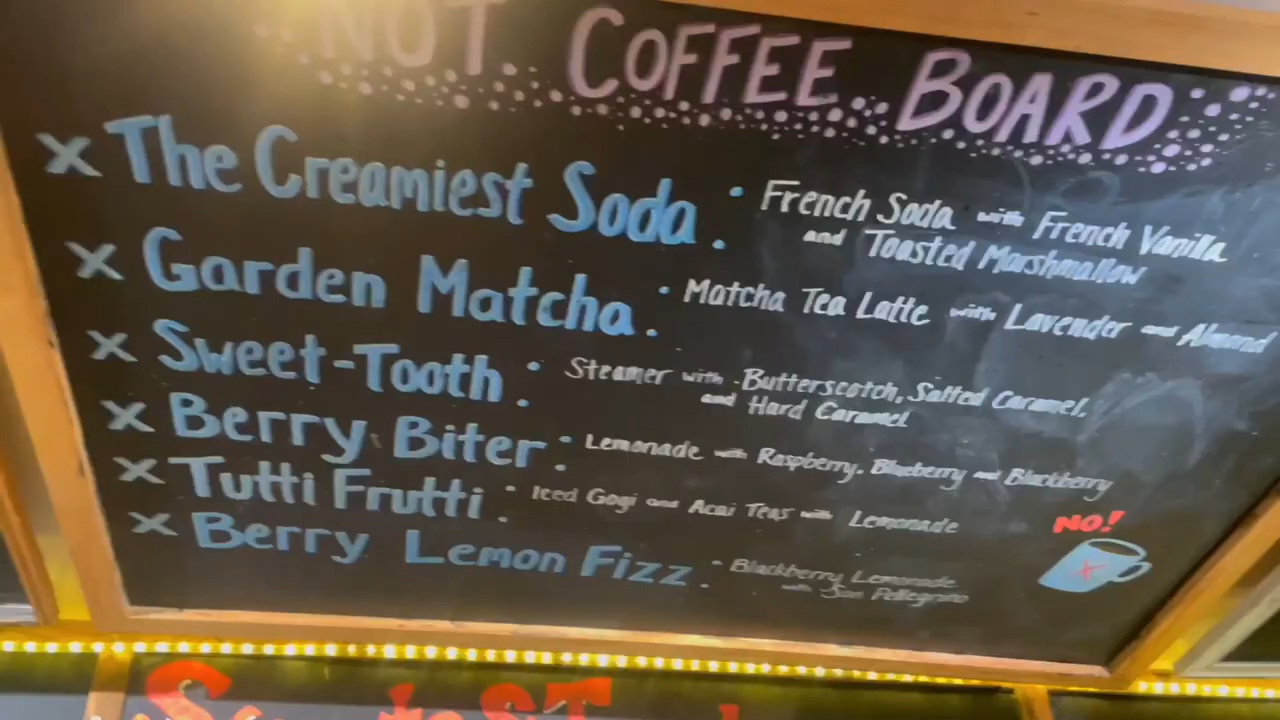 NOT COFFEE BOARD
× The Creamiest Soda : French Soda with French Vanilla
and Toasted Marshmallow
× Garden Matcha : Matcha Tea Latte with Lavender and Almond
× Sweet-Tooth : Steamer with Butterscotch, Salted Caramel,
and Hard Caramel
× Berry Biter : Lemonade with Raspberry, Blueberry and Blackberry
× Tutti Frutti : Iced Gogi and Acai Teas with Lemonade
× Berry Lemon Fizz : Blackberry Lemonade
with San Pellegrino
NO!
X